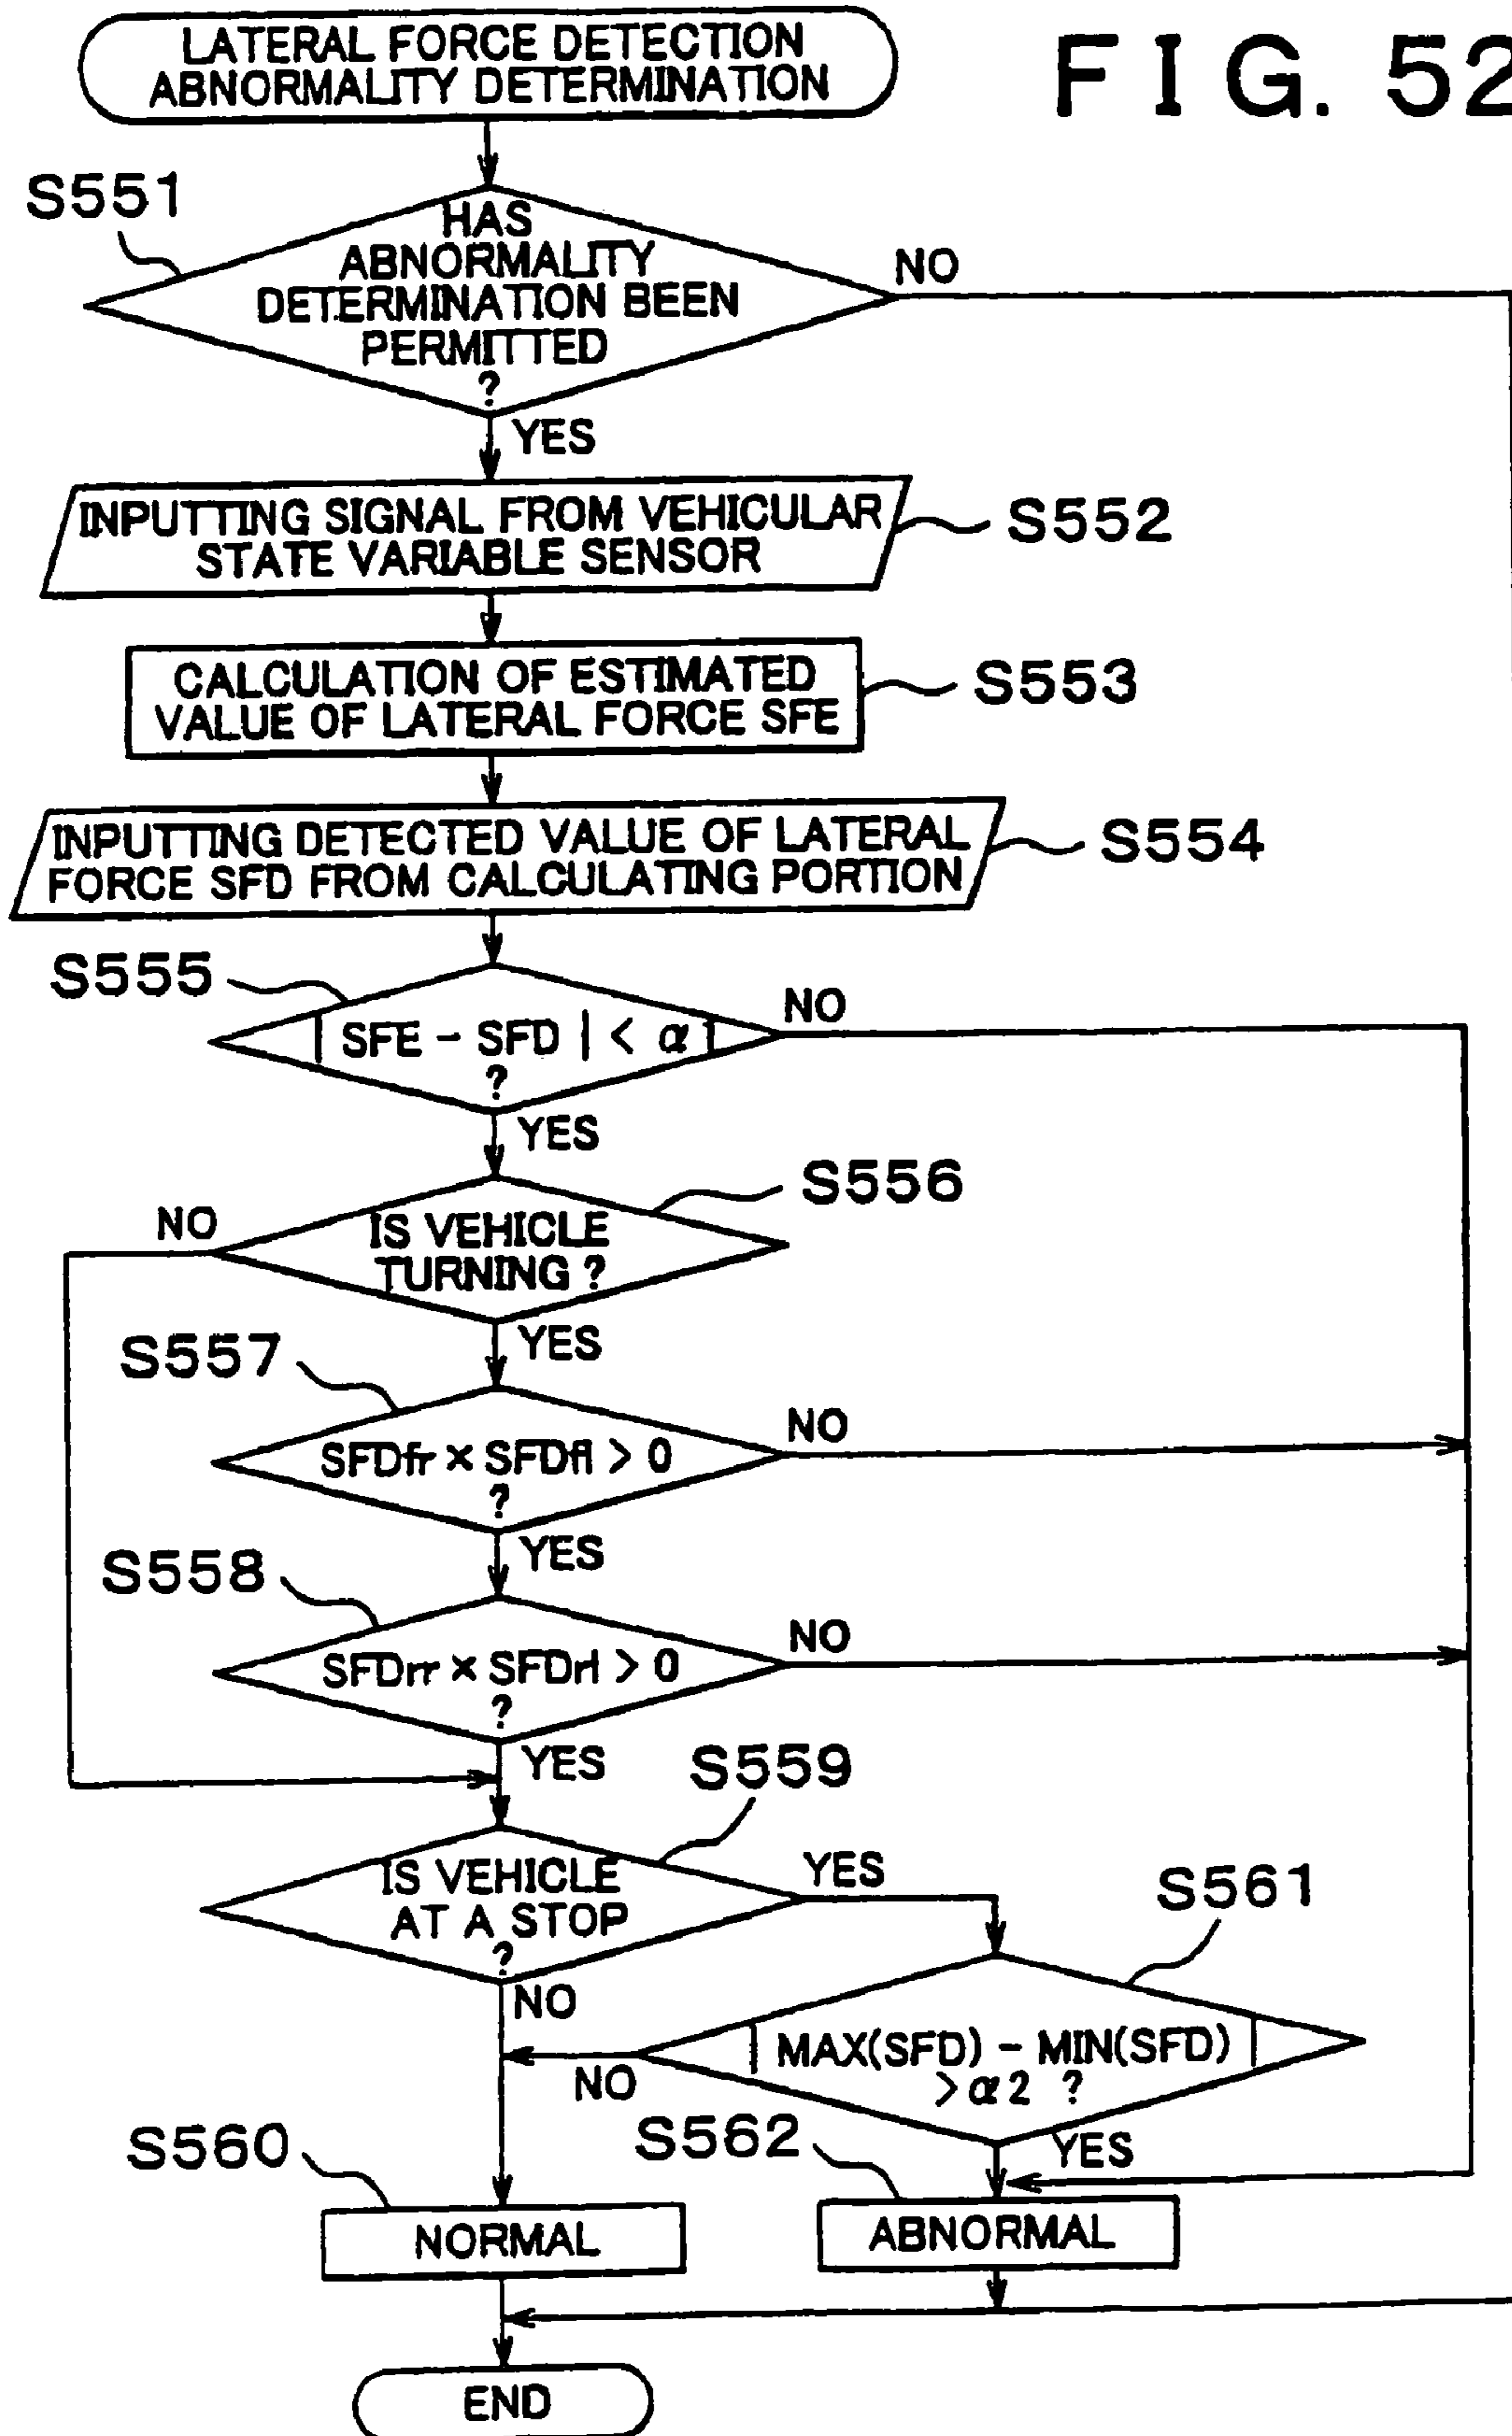 LATERAL FORCE DETECTION
ABNORMALITY DETERMINATION
FIG. 52
S551
HAS
ABNORMALITY
DETERMINATION BEEN
PERMITTED
?
NO
YES
INPUTTING SIGNAL FROM VEHICULAR
STATE VARIABLE SENSOR
S552
CALCULATION OF ESTIMATED
VALUE OF LATERAL FORCE SFE
S553
INPUTTING DETECTED VALUE OF LATERAL
FORCE SFD FROM CALCULATING PORTION
S554
S555
| SFE - SFD | < α |
?
NO
YES
S556
NO
IS VEHICLE
TURNING ?
YES
S557
SFDfr × SFDfl > 0
?
NO
YES
S558
SFDrr × SFDrl > 0
?
NO
YES
S559
IS VEHICLE
AT A STOP
?
YES
NO
S561
| MAX(SFD) - MIN(SFD) |
> α2 ?
NO
YES
S560
NORMAL
S562
ABNORMAL
END